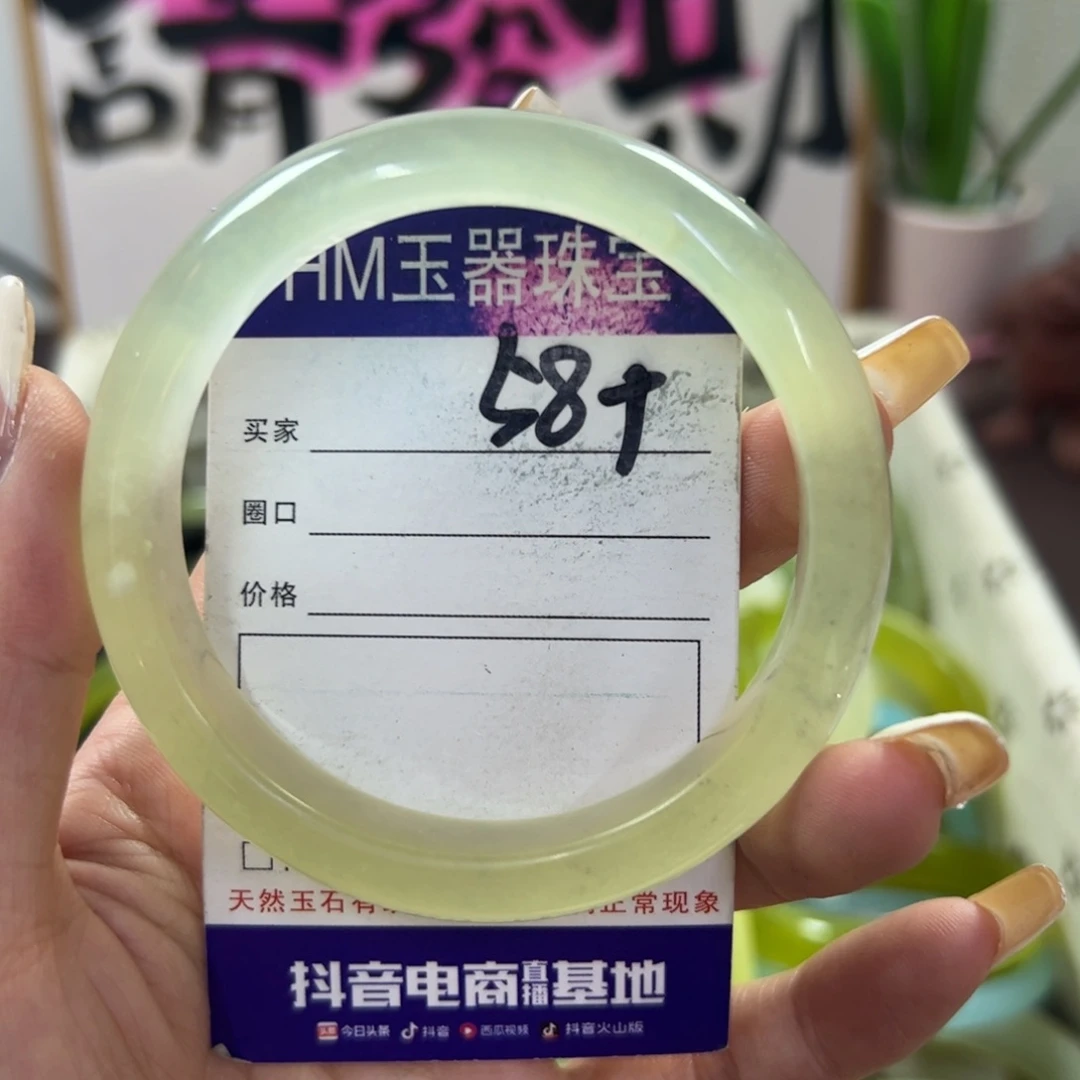 請
HM玉器珠宝
58+
买家
圈口
价格
天然玉石有
正常现象
抖音电商直播基地
今日头条 抖音 西瓜视频 抖音火山版